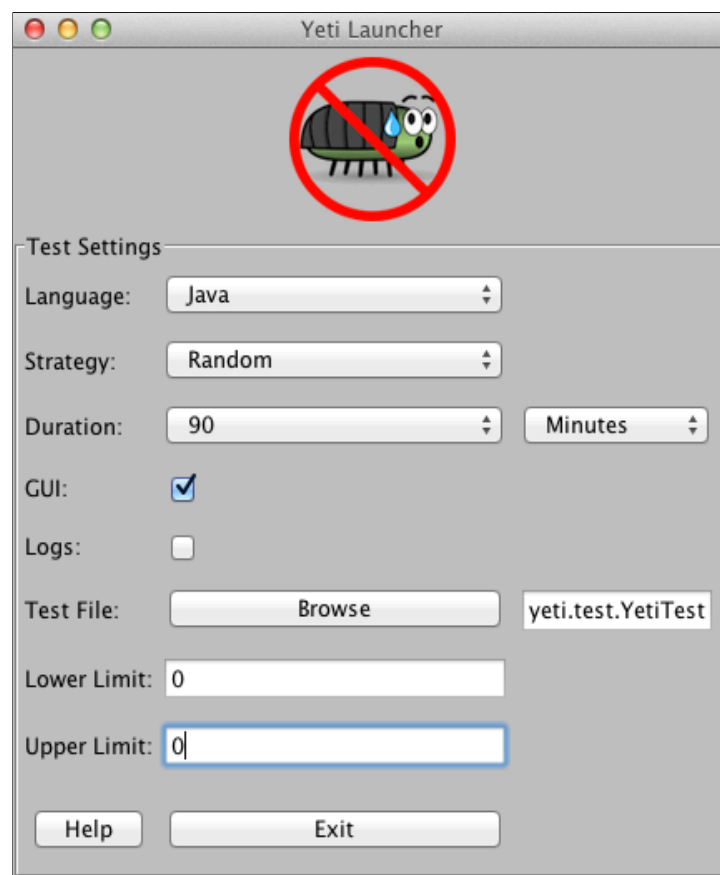 Yeti Launcher
Test Settings
Language: Java
Strategy: Random
Duration: 90 Minutes
GUI:
Logs:
Test File: Browse yeti.test.YetiTest
Lower Limit: 0
Upper Limit: 0
Help Exit